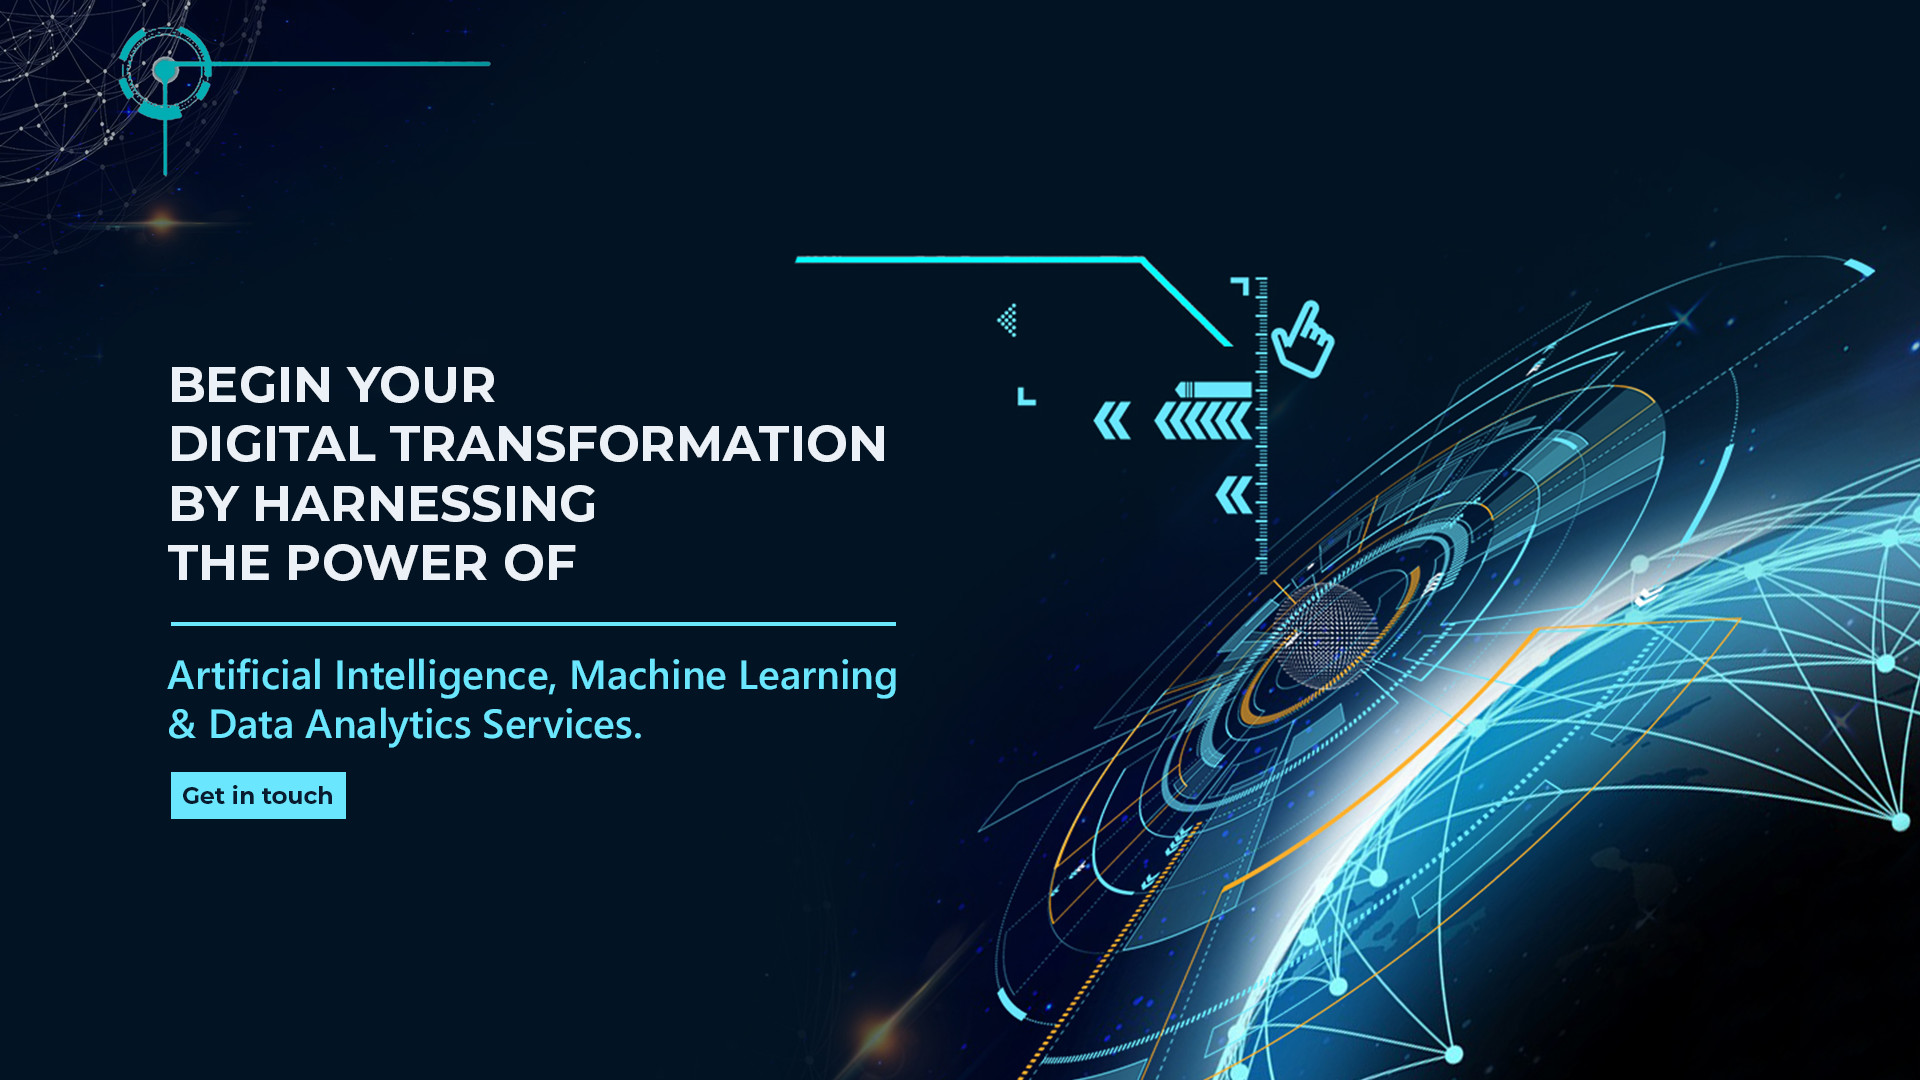 BEGIN YOUR
DIGITAL TRANSFORMATION
BY HARNESSING
THE POWER OF
Artificial Intelligence, Machine Learning
& Data Analytics Services.
Get in touch